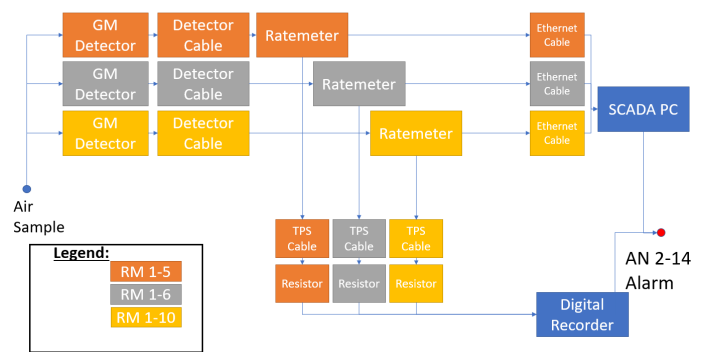 GM
Detector
Detector
Cable
Ratemeter
Ethernet
Cable
GM
Detector
Detector
Cable
Ratemeter
Ethernet
Cable
GM
Detector
Detector
Cable
Ratemeter
Ethernet
Cable
SCADA PC
Air
Sample
TPS
Cable
TPS
Cable
TPS
Cable
Resistor
Resistor
Resistor
Digital
Recorder
AN 2-14
Alarm
Legend:
RM 1-5
RM 1-6
RM 1-10